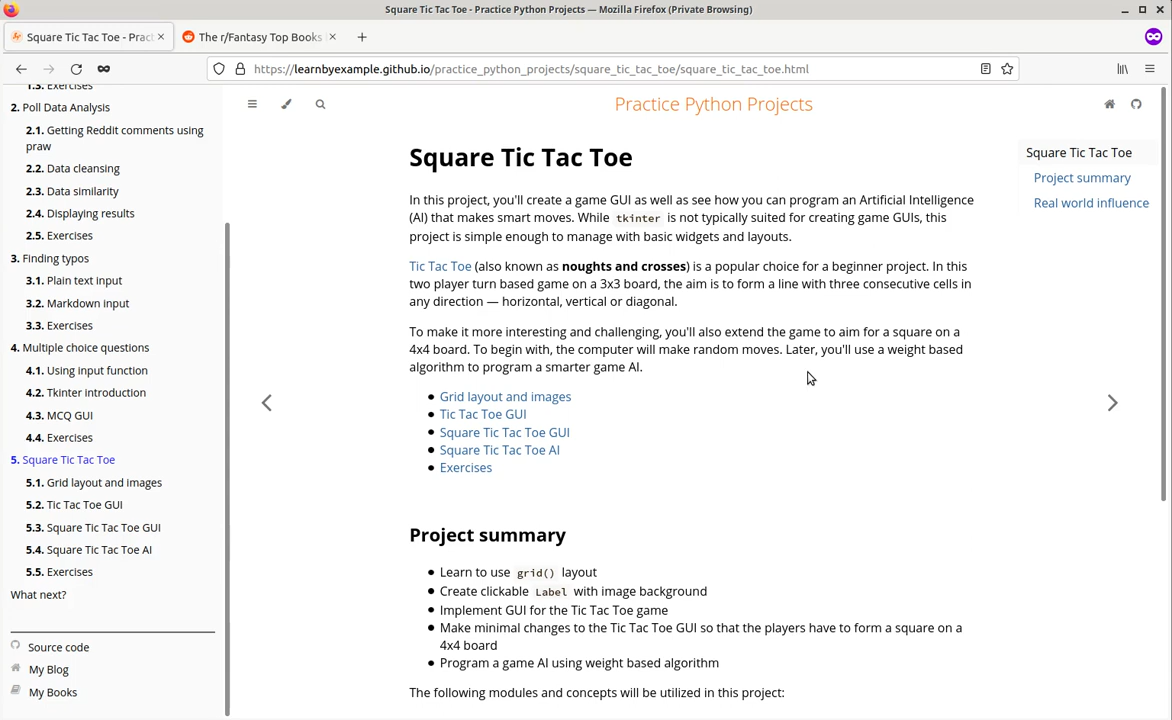 Square Tic Tac Toe - Practice Python Projects — Mozilla Firefox (Private Browsing)
Square Tic Tac Toe - Prac
The r/Fantasy Top Books
https://learnbyexample.github.io/practice_python_projects/square_tic_tac_toe/square_tic_tac_toe.html
1.3. Exercises
2. Poll Data Analysis
2.1. Getting Reddit comments using
praw
2.2. Data cleansing
2.3. Data similarity
2.4. Displaying results
2.5. Exercises
3. Finding typos
3.1. Plain text input
3.2. Markdown input
3.3. Exercises
4. Multiple choice questions
4.1. Using input function
4.2. Tkinter introduction
4.3. MCQ GUI
4.4. Exercises
5. Square Tic Tac Toe
5.1. Grid layout and images
5.2. Tic Tac Toe GUI
5.3. Square Tic Tac Toe GUI
5.4. Square Tic Tac Toe AI
5.5. Exercises
What next?
Source code
My Blog
My Books
Practice Python Projects
Square Tic Tac Toe
In this project, you'll create a game GUI as well as see how you can program an Artificial Intelligence
(AI) that makes smart moves. While tkinter is not typically suited for creating game GUIs, this
project is simple enough to manage with basic widgets and layouts.
Tic Tac Toe (also known as noughts and crosses) is a popular choice for a beginner project. In this
two player turn based game on a 3x3 board, the aim is to form a line with three consecutive cells in
any direction — horizontal, vertical or diagonal.
To make it more interesting and challenging, you'll also extend the game to aim for a square on a
4x4 board. To begin with, the computer will make random moves. Later, you'll use a weight based
algorithm to program a smarter game AI.
Grid layout and images
Tic Tac Toe GUI
Square Tic Tac Toe GUI
Square Tic Tac Toe AI
Exercises
Project summary
Learn to use grid() layout
Create clickable Label with image background
Implement GUI for the Tic Tac Toe game
Make minimal changes to the Tic Tac Toe GUI so that the players have to form a square on a
4x4 board
Program a game AI using weight based algorithm
The following modules and concepts will be utilized in this project:
Square Tic Tac Toe
Project summary
Real world influence